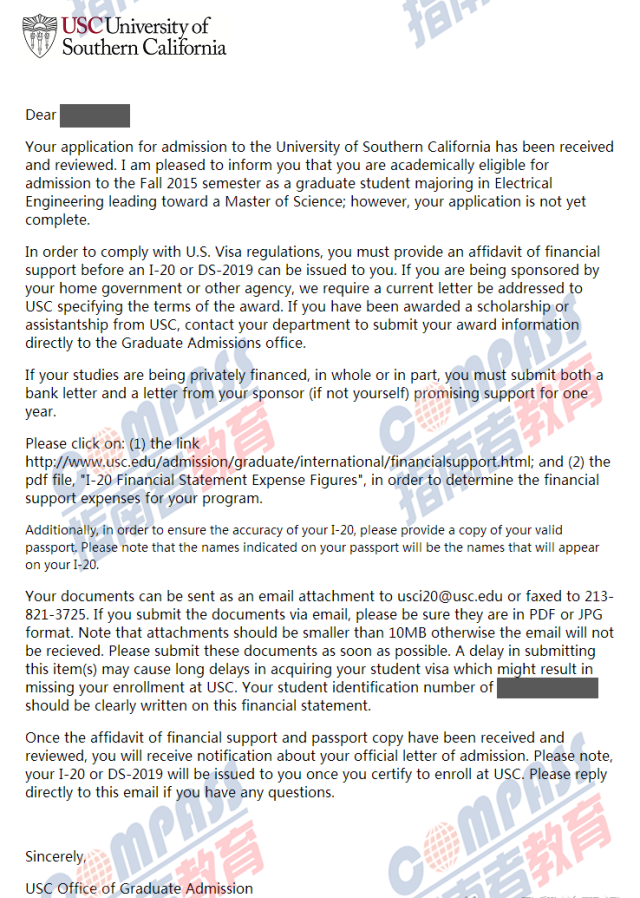 USC University of
Southern California
Dear
Your application for admission to the University of Southern California has been received
and reviewed. I am pleased to inform you that you are academically eligible for
admission to the Fall 2015 semester as a graduate student majoring in Electrical
Engineering leading toward a Master of Science; however, your application is not yet
complete.
In order to comply with U.S. Visa regulations, you must provide an affidavit of financial
support before an I-20 or DS-2019 can be issued to you. If you are being sponsored by
your home government or other agency, we require a current letter be addressed to
USC specifying the terms of the award. If you have been awarded a scholarship or
assistantship from USC, contact your department to submit your award information
directly to the Graduate Admissions office.
If your studies are being privately financed, in whole or in part, you must submit both a
bank letter and a letter from your sponsor (if not yourself) promising support for one
year.
Please click on: (1) the link
http://www.usc.edu/admission/graduate/international/financialsupport.html; and (2) the
pdf file, "I-20 Financial Statement Expense Figures", in order to determine the financial
support expenses for your program.
Additionally, in order to ensure the accuracy of your I-20, please provide a copy of your valid
passport. Please note that the names indicated on your passport will be the names that will appear
on your I-20.
Your documents can be sent as an email attachment to usci20@usc.edu or faxed to 213-
821-3725. If you submit the documents via email, please be sure they are in PDF or JPG
format. Note that attachments should be smaller than 10MB otherwise the email will not
be recieved. Please submit these documents as soon as possible. A delay in submitting
this item(s) may cause long delays in acquiring your student visa which might result in
missing your enrollment at USC. Your student identification number of
should be clearly written on this financial statement.
Once the affidavit of financial support and passport copy have been received and
reviewed, you will receive notification about your official letter of admission. Please note,
your I-20 or DS-2019 will be issued to you once you certify to enroll at USC. Please reply
directly to this email if you have any questions.
Sincerely,
USC Office of Graduate Admission
COMPASS
指南者教育
COMPASS
指南者教育
COMPASS
指南者教育
COMPASS
指南者教育